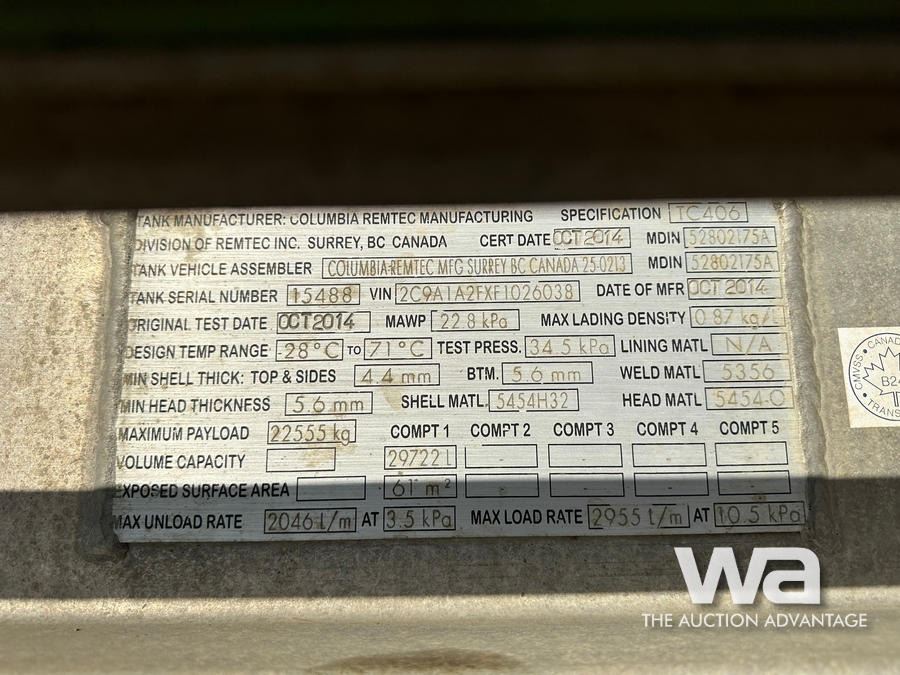 TANK MANUFACTURER: COLUMBIA REMTEC MANUFACTURING SPECIFICATION TC406
DIVISION OF REMTEC INC. SURREY, BC CANADA CERT DATE OCT 2014 MDIN 52802175A
TANK VEHICLE ASSEMBLER COLUMBIA-REMTEC MFG SURREY BC CANADA 25-0213 MDIN 52802175A
TANK SERIAL NUMBER 15488 VIN 2C9A1A2FXF1026038 DATE OF MFR OCT 2014
ORIGINAL TEST DATE OCT 2014 MAWP 22.8 kPa MAX LADING DENSITY 0.87 kg/L
DESIGN TEMP RANGE -28°C TO 71°C TEST PRESS. 34.5 kPa LINING MATL N/A
MIN SHELL THICK: TOP & SIDES 4.4 mm BTM. 5.6 mm WELD MATL 5356
MIN HEAD THICKNESS 5.6 mm SHELL MATL. 5454H32 HEAD MATL 5454-O
MAXIMUM PAYLOAD 22555 kg COMPT 1 COMPT 2 COMPT 3 COMPT 4 COMPT 5
VOLUME CAPACITY 29722 L - - - -
EXPOSED SURFACE AREA 61 m² - - - -
MAX UNLOAD RATE 2046 L/m AT 3.5 kPa MAX LOAD RATE 2955 L/m AT 10.5 kPa
CMVSS CANADA
B24
TRANS
wa
THE AUCTION ADVANTAGE